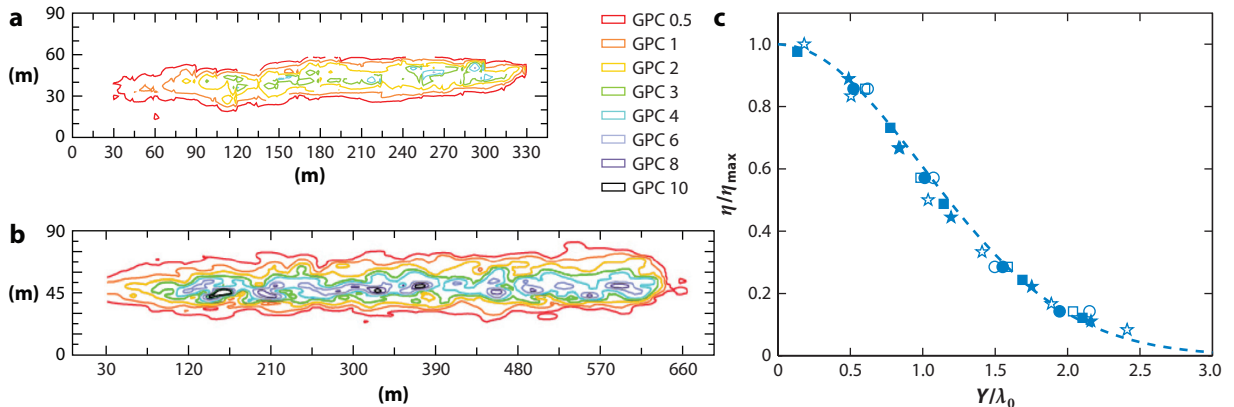 a
90
60
30
0
(m)
0 30 60 90 120 150 180 210 240 270 300 330
(m)
GPC 0.5
GPC 1
GPC 2
GPC 3
GPC 4
GPC 6
GPC 8
GPC 10
b
90
(m) 45
0
30 120 210 300 390 480 570 660
(m)
c
1.0
0.8
0.6
0.4
0.2
0
η/ηmax
0 0.5 1.0 1.5 2.0 2.5 3.0
Y/λ0